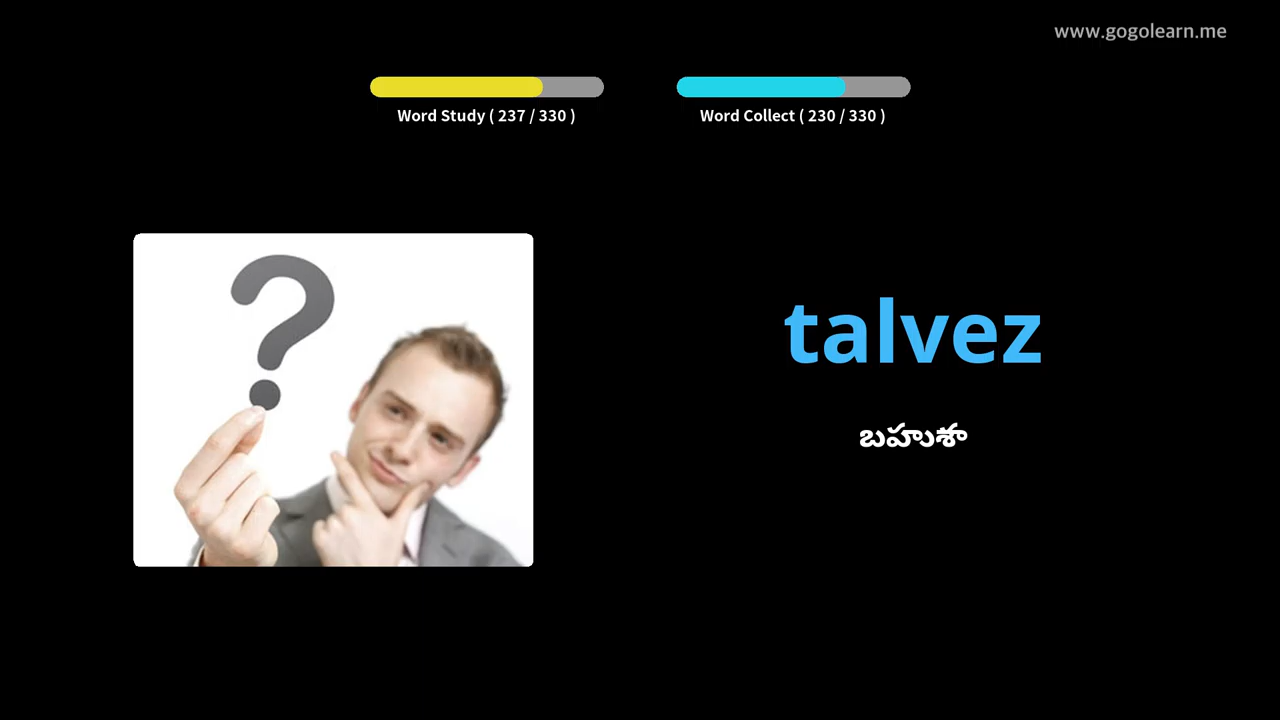 www.gogolearn.me
Word Study ( 237 / 330 )
Word Collect ( 230 / 330 )
?
talvez
బహుశా